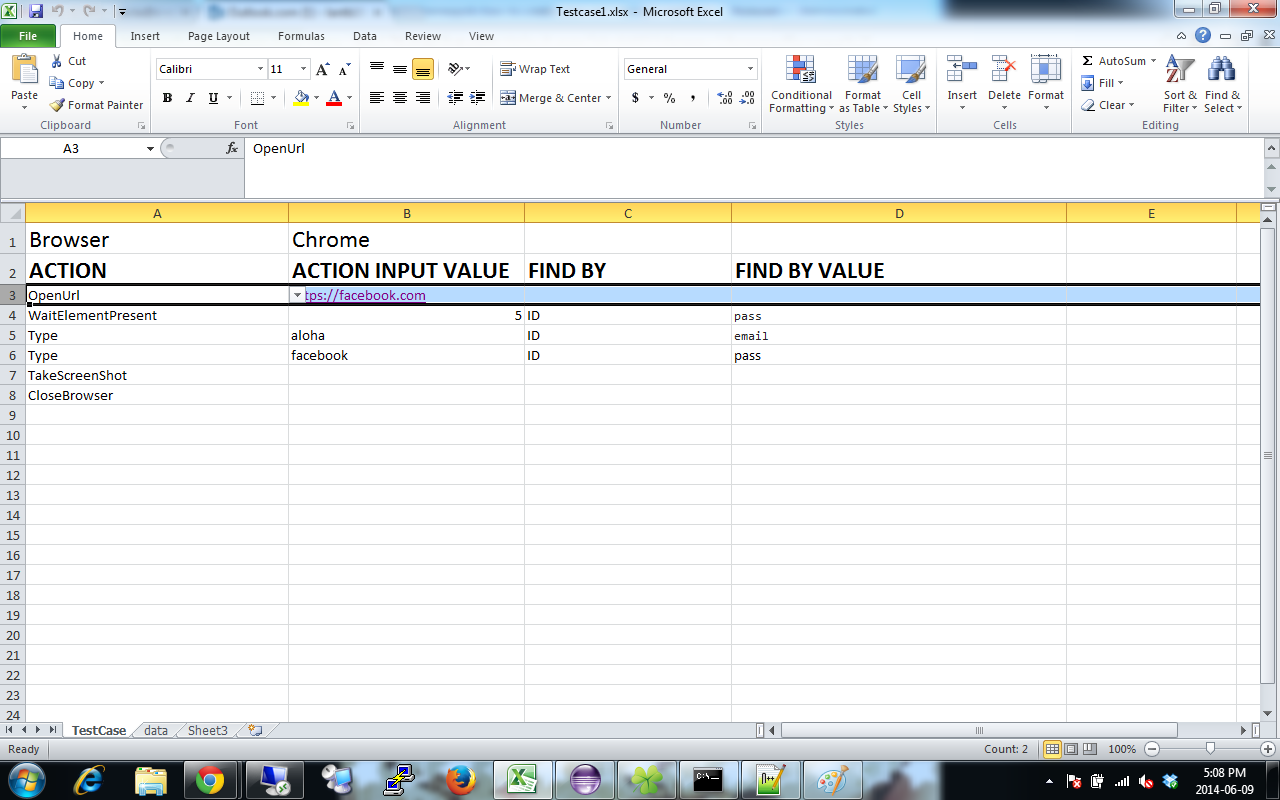 Testcase1.xlsx - Microsoft Excel
File Home Insert Page Layout Formulas Data Review View
Paste
Cut
Copy
Format Painter
Clipboard
Calibri 11
B I U
Font
Wrap Text
Merge & Center
Alignment
General
$ % ,
Number
Conditional Formatting
Format as Table
Cell Styles
Styles
Insert Delete Format
Cells
Σ AutoSum
Fill
Clear
Sort & Filter
Find & Select
Editing
A3 fx OpenUrl
A B C D E
1 Browser Chrome
2 ACTION ACTION INPUT VALUE FIND BY FIND BY VALUE
3 OpenUrl tps://facebook.com
4 WaitElementPresent 5 ID pass
5 Type aloha ID email
6 Type facebook ID pass
7 TakeScreenShot
8 CloseBrowser
9
10
11
12
13
14
15
16
17
18
19
20
21
22
23
24
TestCase data Sheet3
Ready Count: 2 100%
5:08 PM
2014-06-09